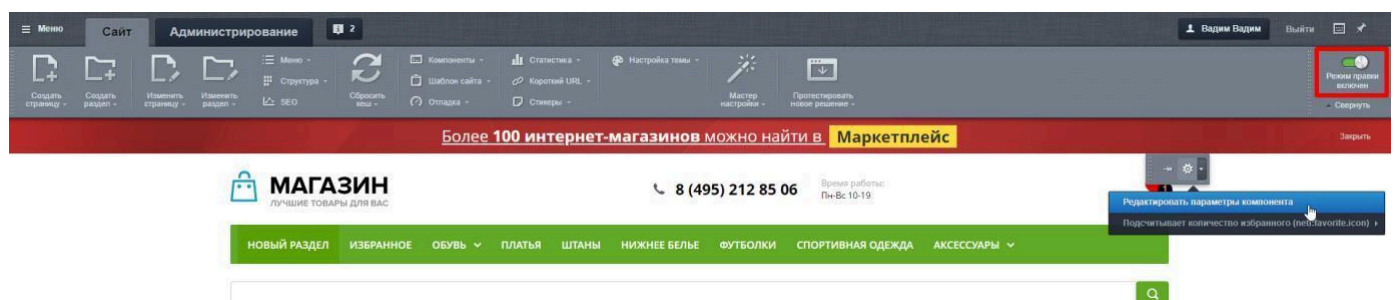 Меню
Сайт
Администрирование
2
Вадим Вадим
Выйти
Создать страницу
Создать раздел
Изменить страницу
Изменить раздел
Меню
Структура
SEO
Сбросить кеш
Компоненты
Шаблон сайта
Отладка
Статистика
Короткий URL
Стикеры
Настройка темы
Мастер настройки
Протестировать новое решение
Режим правки включен
Свернуть
Более 100 интернет-магазинов можно найти в Маркетплейс
Закрыть
МАГАЗИН
ЛУЧШИЕ ТОВАРЫ ДЛЯ ВАС
8 (495) 212 85 06
Время работы:
Пн-Вс 10-19
Редактировать параметры компонента
Подсчитывает количество избранного
НОВЫЙ РАЗДЕЛ ИЗБРАННОЕ ОБУВЬ ПЛАТЬЯ ШТАНЫ НИЖНЕЕ БЕЛЬЕ ФУТБОЛКИ СПОРТИВНАЯ ОДЕЖДА АКСЕССУАРЫ